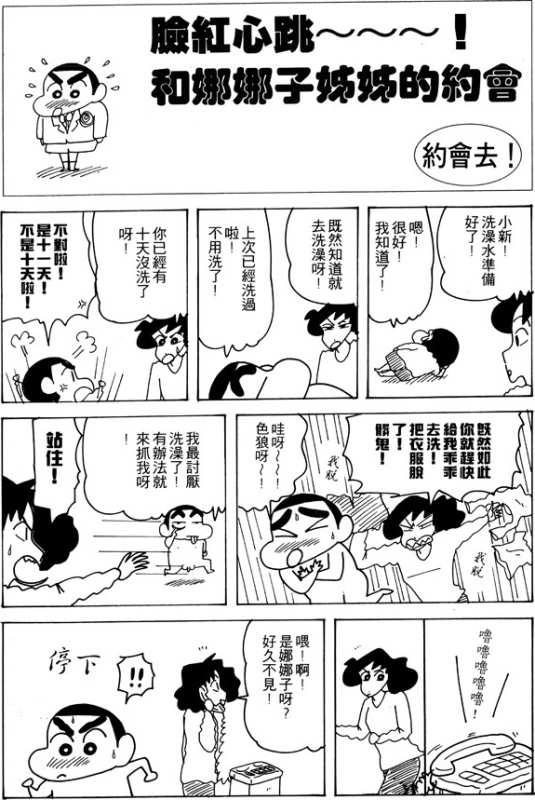 臉紅心跳～～～！
和娜娜子姊姊的約會
約會去！
小新！
洗澡水準備
好了！
嗯！
很好！
我知道了！
既然知道就
去洗澡呀！
上次已經洗過
啦！
不用洗了！
你已經有
十天沒洗了
呀！
不對啦！
是十一天！
不是十天啦！
既然如此
你就趕快
給我乖乖
去洗！
把衣服脫
了！
髒鬼！
我脫
我脫
哇呀～！
色狼呀～！
我最討厭
洗澡了！
有辦法就
來抓我呀
！
站住！
嚕嚕嚕嚕嚕！
喂！啊！
是娜娜子呀？
好久不見！
!!
停下